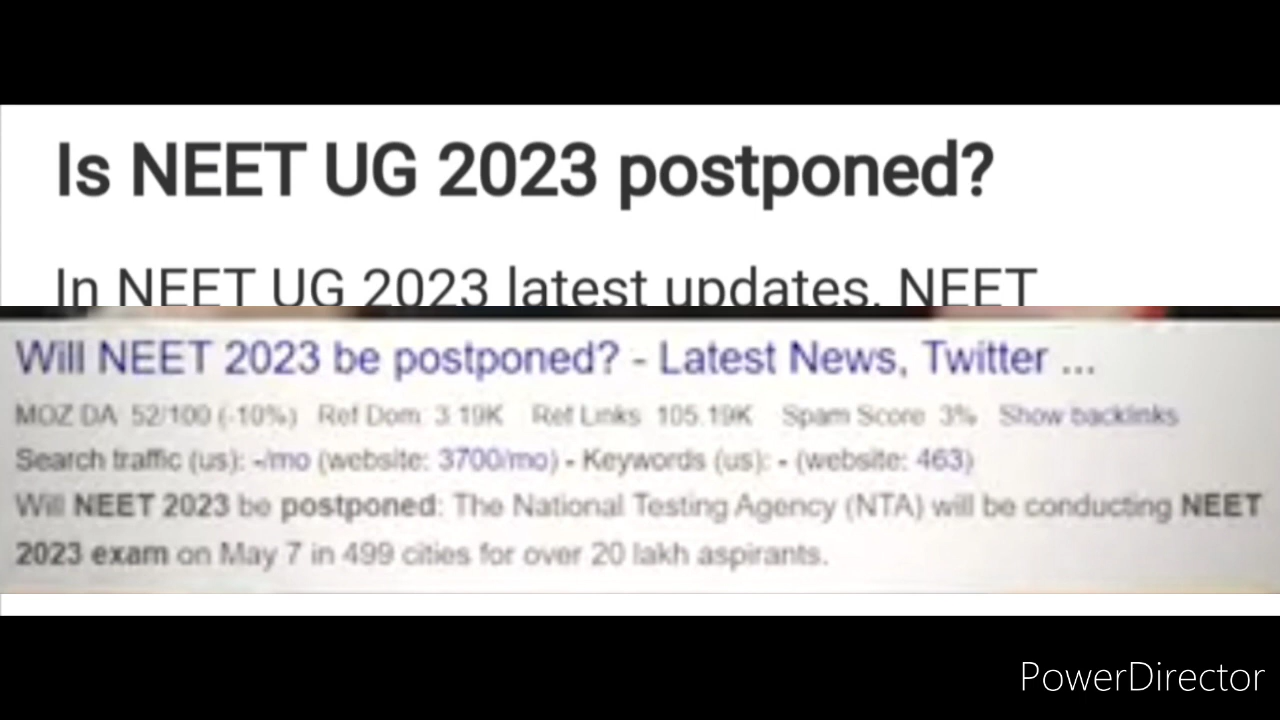 Is NEET UG 2023 postponed?
In NEET UG 2023 latest updates, NEET
Will NEET 2023 be postponed? - Latest News, Twitter ...
MOZ DA 52/100 (-10%) Ref Dom 3.19K Ref Links 105.19K Spam Score 3% Show backlinks
Search traffic (us): -/mo (website: 3700/mo) - Keywords (us): - (website: 463)
Will NEET 2023 be postponed: The National Testing Agency (NTA) will be conducting NEET
2023 exam on May 7 in 499 cities for over 20 lakh aspirants.
PowerDirector